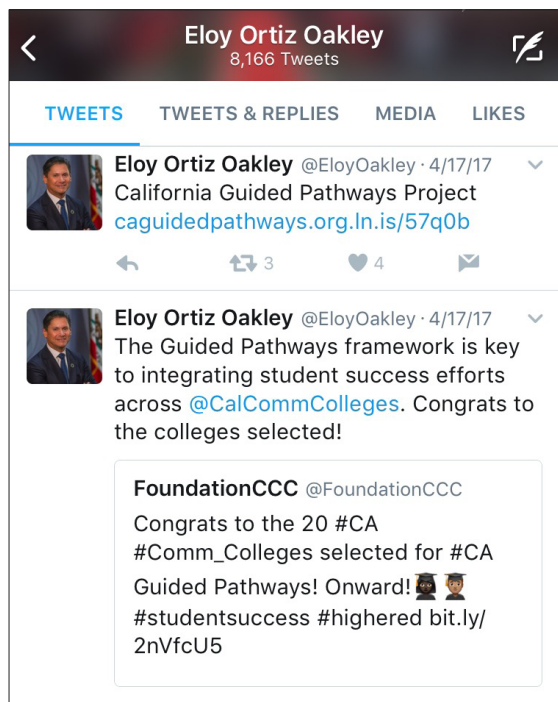 Eloy Ortiz Oakley
8,166 Tweets
TWEETS TWEETS & REPLIES MEDIA LIKES
Eloy Ortiz Oakley @EloyOakley · 4/17/17
California Guided Pathways Project
caguidedpathways.org.ln.is/57q0b
3 4
Eloy Ortiz Oakley @EloyOakley · 4/17/17
The Guided Pathways framework is key
to integrating student success efforts
across @CalCommColleges. Congrats to
the colleges selected!
FoundationCCC @FoundationCCC
Congrats to the 20 #CA
#Comm_Colleges selected for #CA
Guided Pathways! Onward!👩🏿‍🎓👨🏽‍🎓
#studentsuccess #highered bit.ly/
2nVfcU5